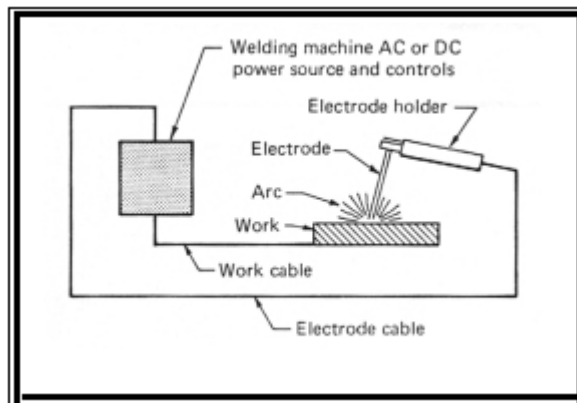 Welding machine AC or DC
power source and controls
Electrode holder
Electrode
Arc
Work
Work cable
Electrode cable